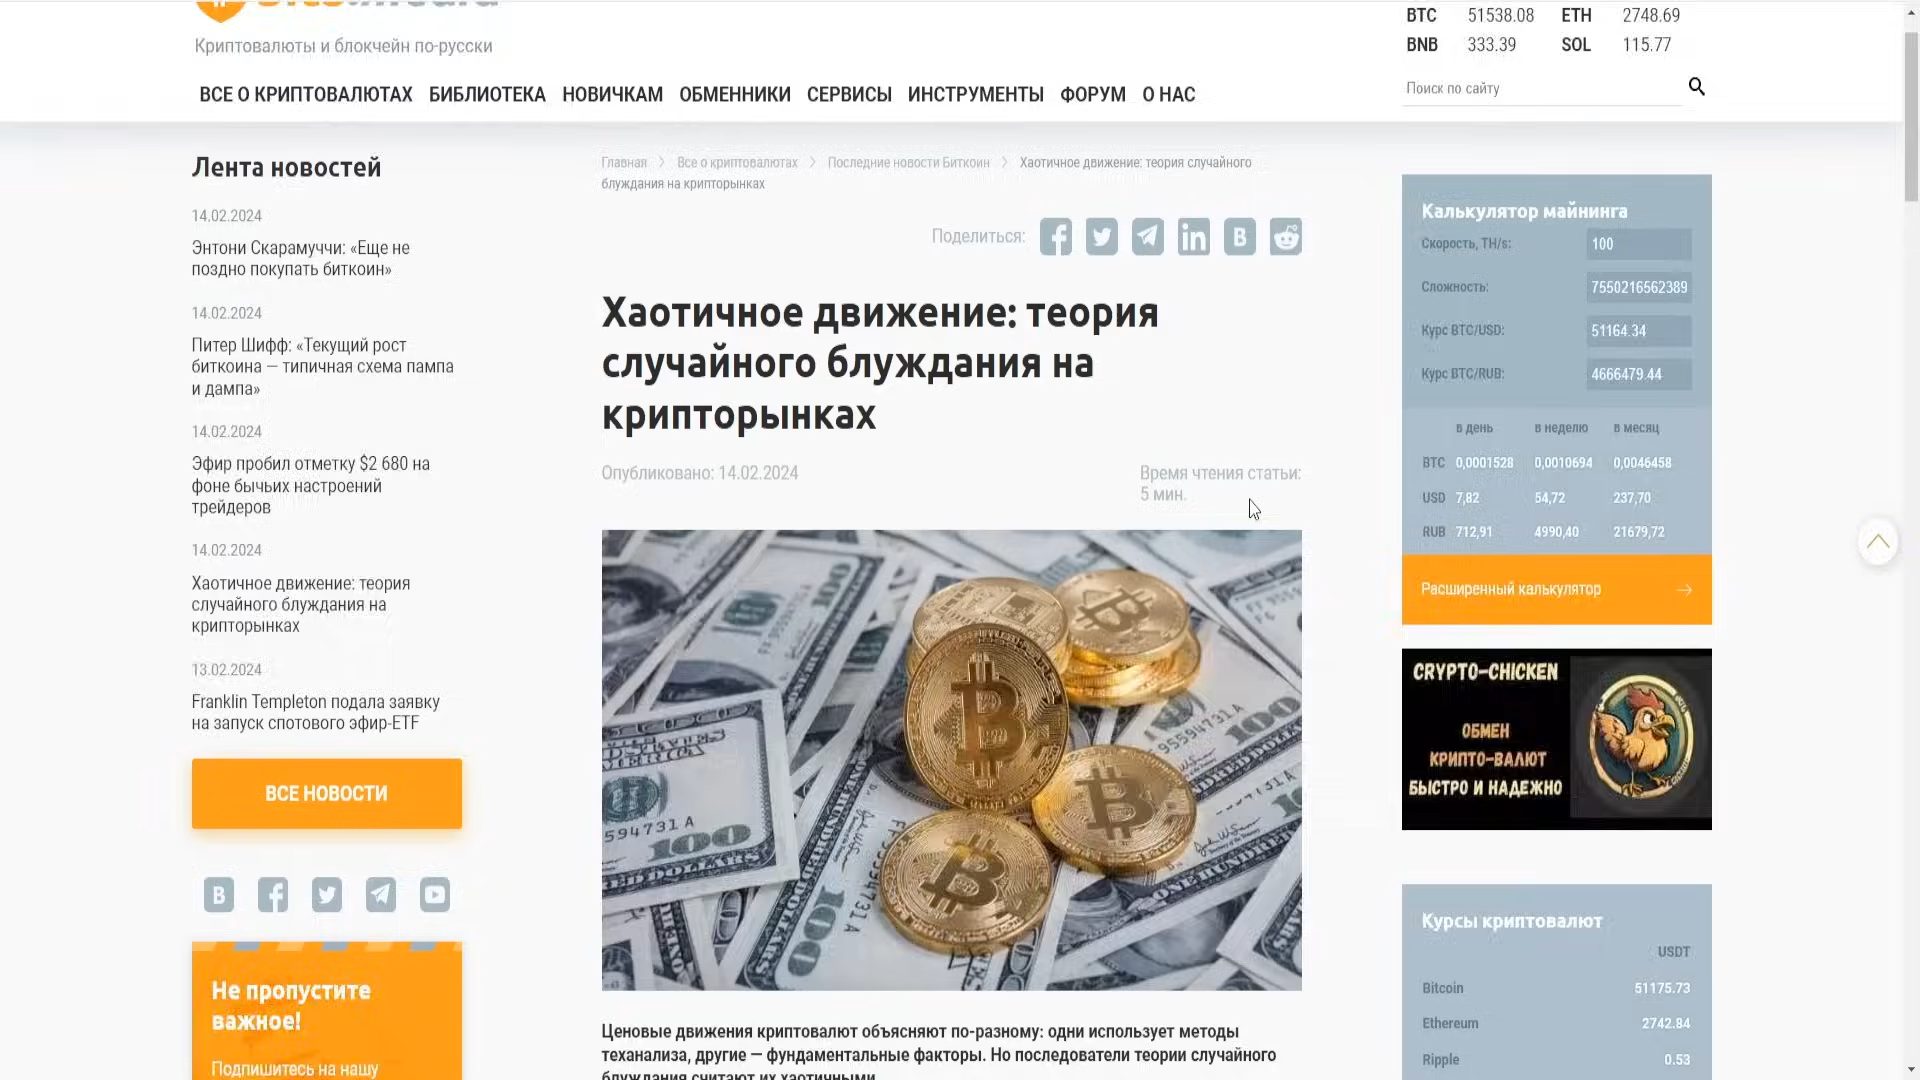 Криптовалюты и блокчейн по-русски
BTC 51538.08 ETH 2748.69
BNB 333.39 SOL 115.77
ВСЕ О КРИПТОВАЛЮТАХ БИБЛИОТЕКА НОВИЧКАМ ОБМЕННИКИ СЕРВИСЫ ИНСТРУМЕНТЫ ФОРУМ О НАС
Поиск по сайту
Лента новостей
14.02.2024
Энтони Скарамуччи: «Еще не
поздно покупать биткоин»
14.02.2024
Питер Шифф: «Текущий рост
биткоина — типичная схема пампа
и дампа»
14.02.2024
Эфир пробил отметку $2 680 на
фоне бычьих настроений
трейдеров
14.02.2024
Хаотичное движение: теория
случайного блуждания на
крипторынках
13.02.2024
Franklin Templeton подала заявку
на запуск спотового эфир-ETF
ВСЕ НОВОСТИ
Не пропустите
важное!
Подпишитесь на нашу
Главная > Все о криптовалютах > Последние новости Биткоин > Хаотичное движение: теория случайного
блуждания на крипторынках
Поделиться:
Хаотичное движение: теория
случайного блуждания на
крипторынках
Опубликовано: 14.02.2024
Время чтения статьи:
5 мин.
Ценовые движения криптовалют объясняют по-разному: одни использует методы
теханализа, другие — фундаментальные факторы. Но последователи теории случайного
блуждания считают их хаотичными.
Калькулятор майнинга
Скорость, TH/s: 100
Сложность: 7550216562389
Курс BTC/USD: 51164.34
Курс BTC/RUB: 4666479.44
в день в неделю в месяц
BTC 0,0001528 0,0010694 0,0046458
USD 7,82 54,72 237,70
RUB 712,91 4990,40 21679,72
Расширенный калькулятор
CRYPTO-CHICKEN
ОБМЕН
КРИПТО-ВАЛЮТ
БЫСТРО И НАДЕЖНО
Курсы криптовалют
USDT
Bitcoin 51175.73
Ethereum 2742.84
Ripple 0.53